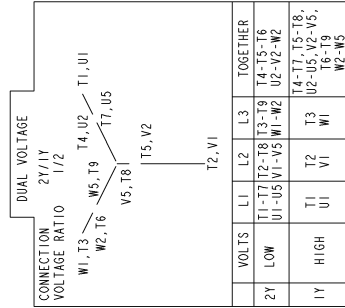 DUAL VOLTAGE
CONNECTION 2Y/1Y
VOLTAGE RATIO 1/2
W1,T3
W2,T6
W5,T9
T4,U2
T1,U1
T7,U5
V5,T8
T5,V2
T2,V1
VOLTS L1 L2 L3 TOGETHER
2Y LOW T1-T7 T2-T8 T3-T9 T4-T5-T6
U1-U5 V1-V5 W1-W2 U2-V2-W2
1Y HIGH T1 T2 T3 T4-T7,T5-T8,
U1 V1 W1 U2-U5,V2-V5,
T6-T9
W2-W5